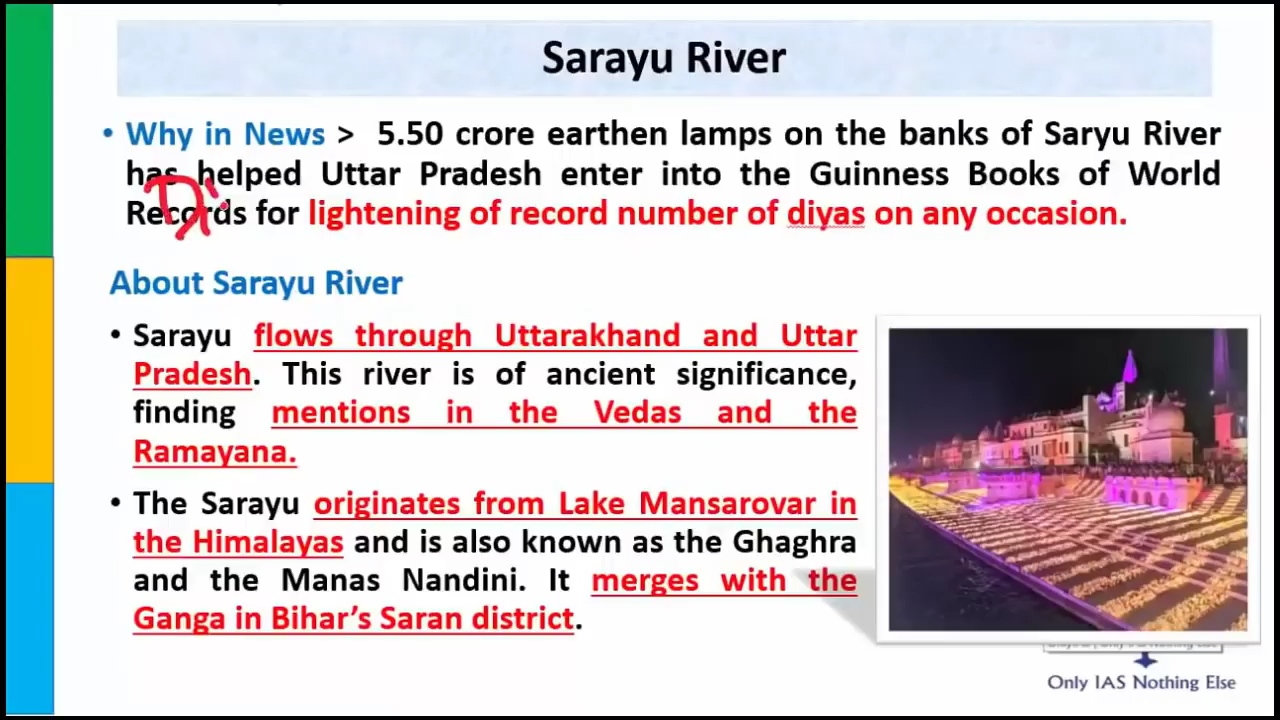 Sarayu River
• Why in News > 5.50 crore earthen lamps on the banks of Saryu River
has helped Uttar Pradesh enter into the Guinness Books of World
Records for lightening of record number of diyas on any occasion.
About Sarayu River
• Sarayu flows through Uttarakhand and Uttar
Pradesh. This river is of ancient significance,
finding mentions in the Vedas and the
Ramayana.
• The Sarayu originates from Lake Mansarovar in
the Himalayas and is also known as the Ghaghra
and the Manas Nandini. It merges with the
Ganga in Bihar’s Saran district.
Only IAS Nothing Else